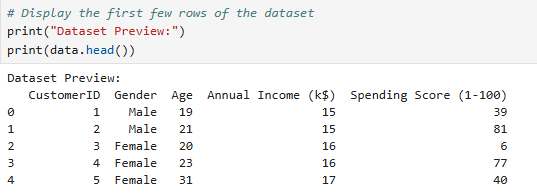 # Display the first few rows of the dataset
print("Dataset Preview:")
print(data.head())
Dataset Preview:
   CustomerID  Gender  Age  Annual Income (k$)  Spending Score (1-100)
0           1    Male   19                  15                      39
1           2    Male   21                  15                      81
2           3  Female   20                  16                       6
3           4  Female   23                  16                      77
4           5  Female   31                  17                      40